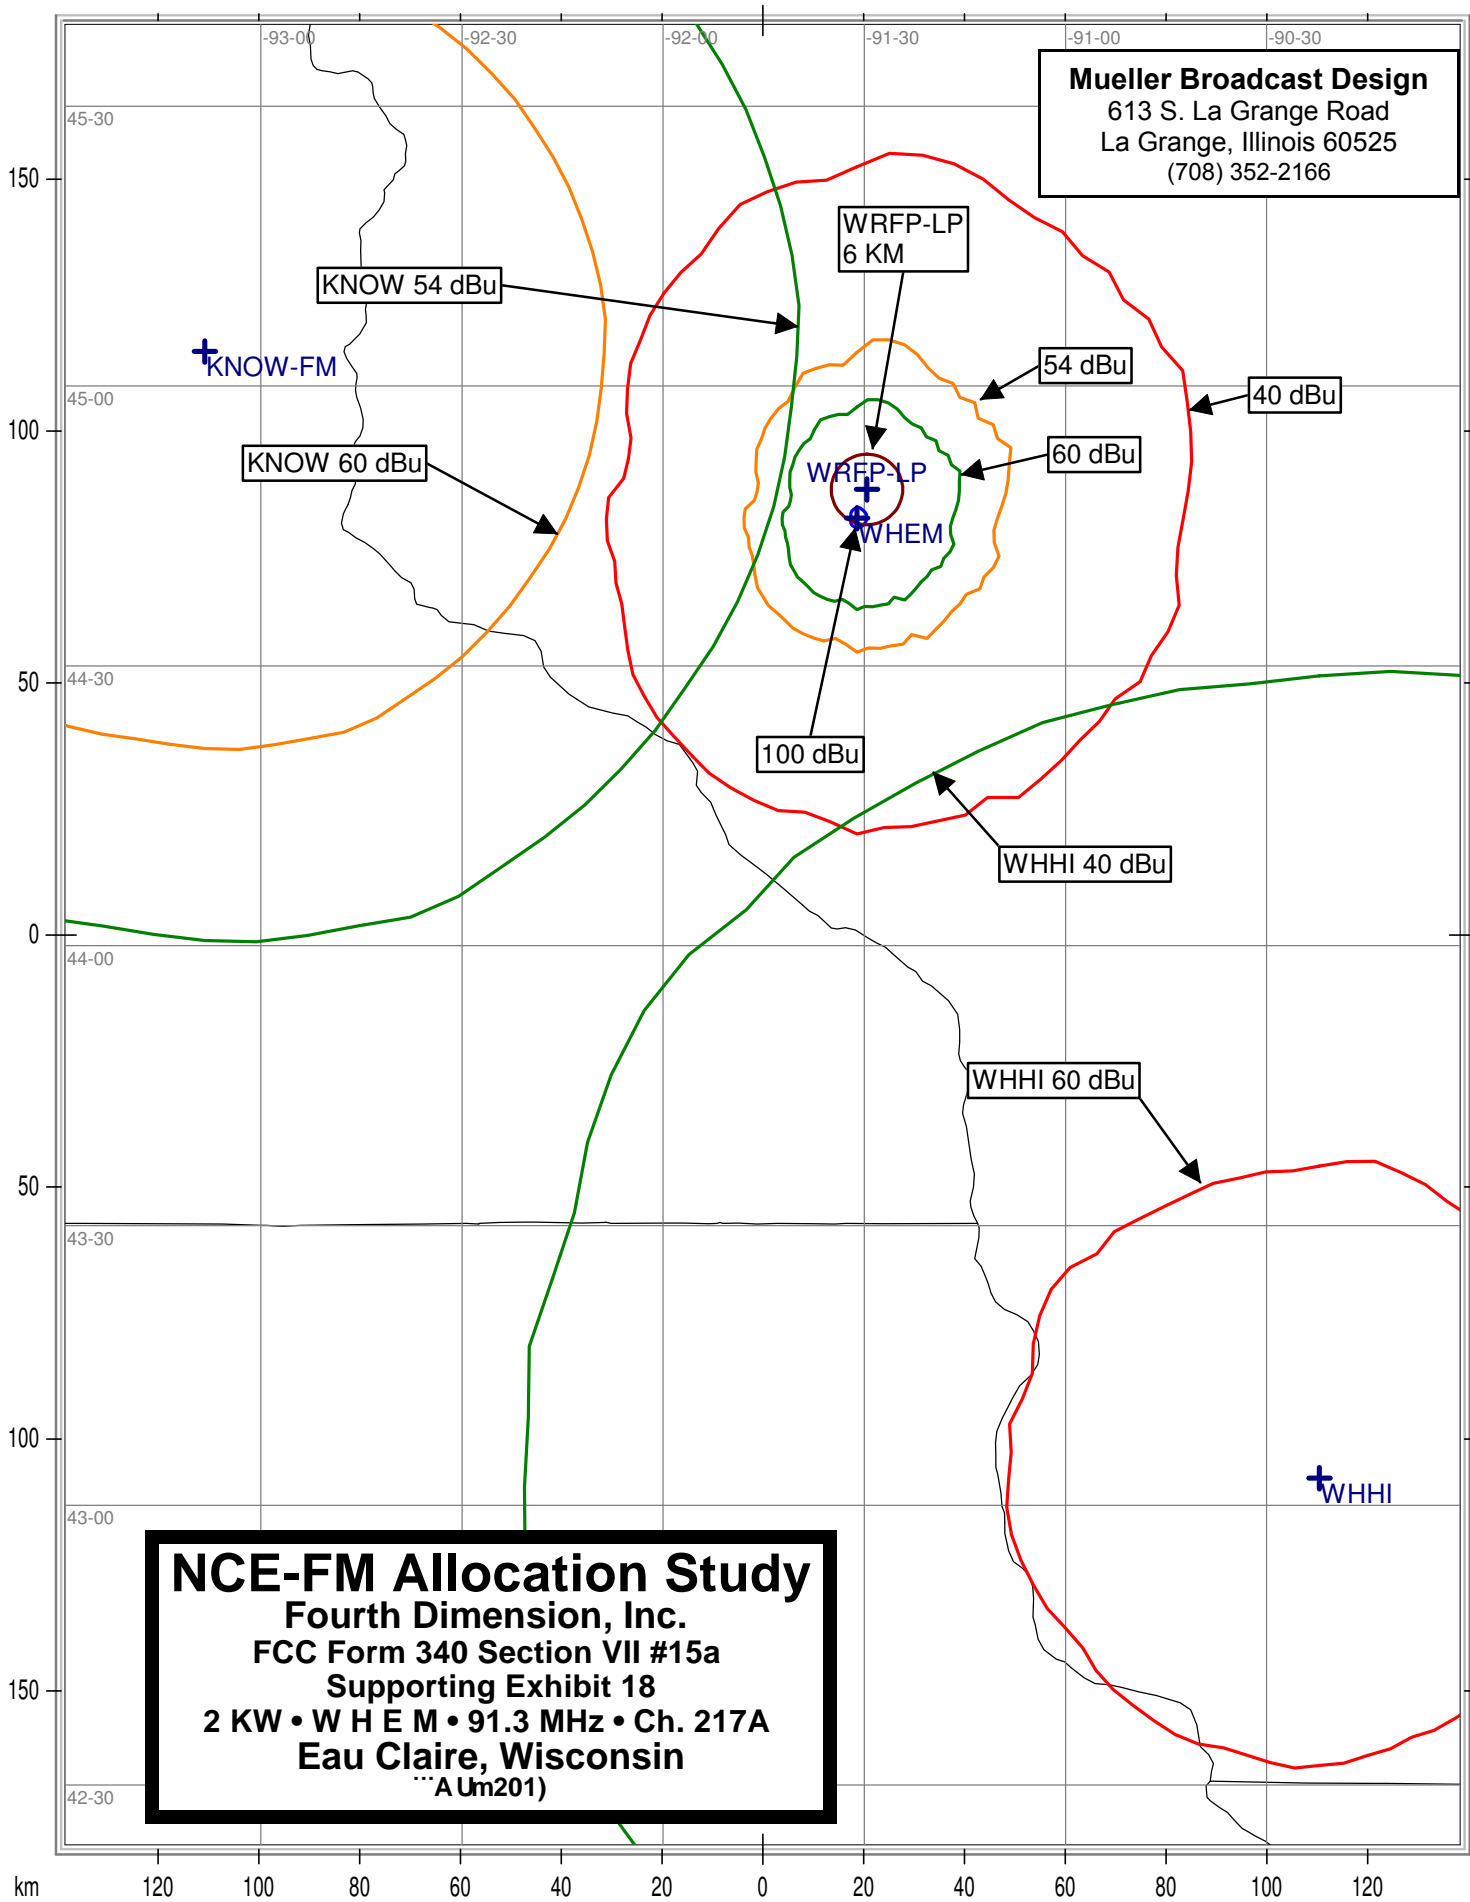 -93-00
-92-30
-92-00
-91-30
-91-00
-90-30
Mueller Broadcast Design
613 S. La Grange Road
La Grange, Illinois 60525
(708) 352-2166
45-30
150
WRFP-LP
6 KM
KNOW 54 dBu
KNOW-FM
54 dBu
40 dBu
45-00
100
KNOW 60 dBu
60 dBu
WRFP-LP
WHEM
50
44-30
100 dBu
WHHI 40 dBu
0
44-00
WHHI 60 dBu
50
43-30
100
WHHI
43-00
NCE-FM Allocation Study
Fourth Dimension, Inc.
FCC Form 340 Section VII #15a
Supporting Exhibit 18
2 KW • W H E M • 91.3 MHz • Ch. 217A
Eau Claire, Wisconsin
150
42-30
km
120
100
80
60
40
20
0
20
40
60
80
100
120